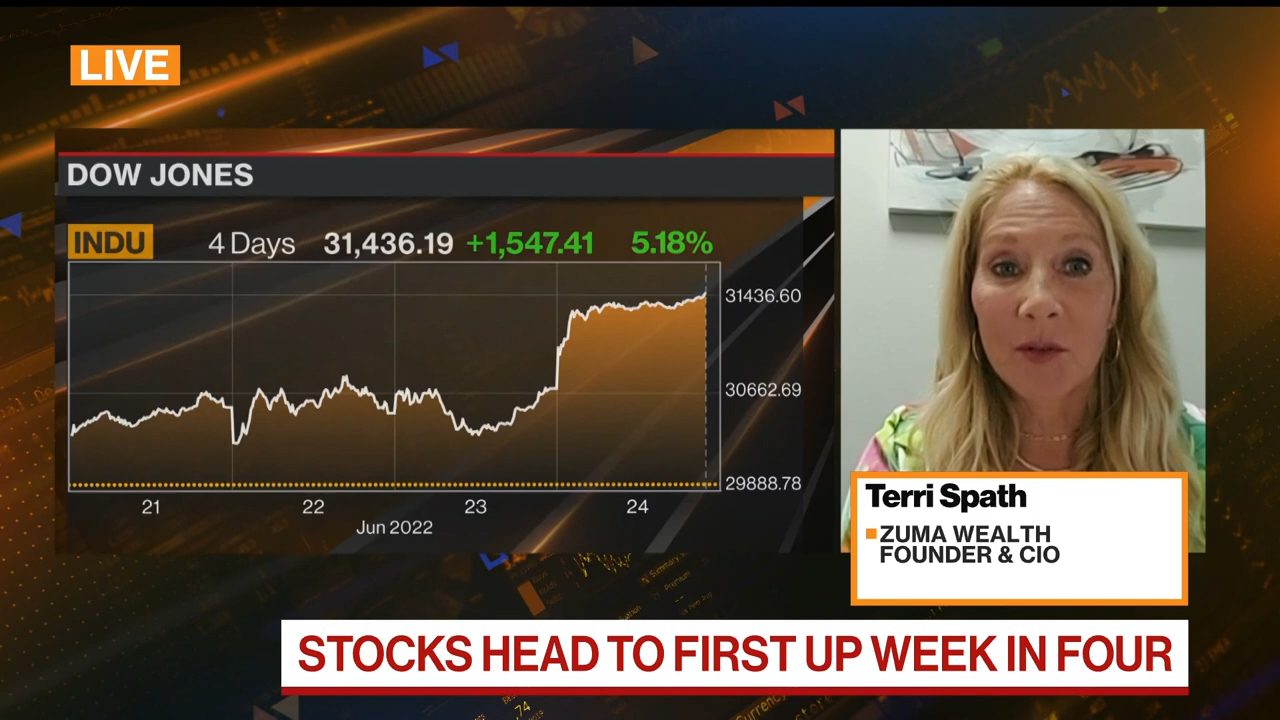 LIVE
DOW JONES
INDU 4 Days 31,436.19 +1,547.41 5.18%
31436.60
30662.69
29888.78
21 22 23 24
Jun 2022
Terri Spath
ZUMA WEALTH
FOUNDER & CIO
STOCKS HEAD TO FIRST UP WEEK IN FOUR